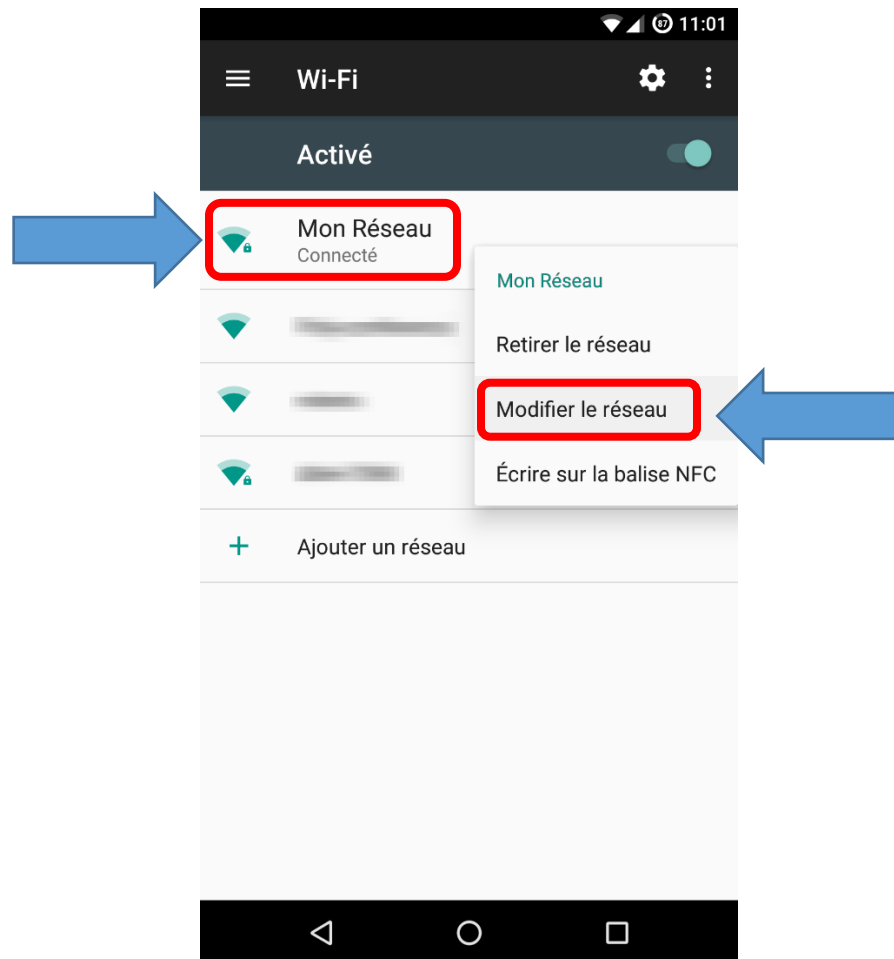 87 11:01
Wi-Fi
Activé
Mon Réseau
Connecté
Mon Réseau
Retirer le réseau
Modifier le réseau
Écrire sur la balise NFC
Ajouter un réseau